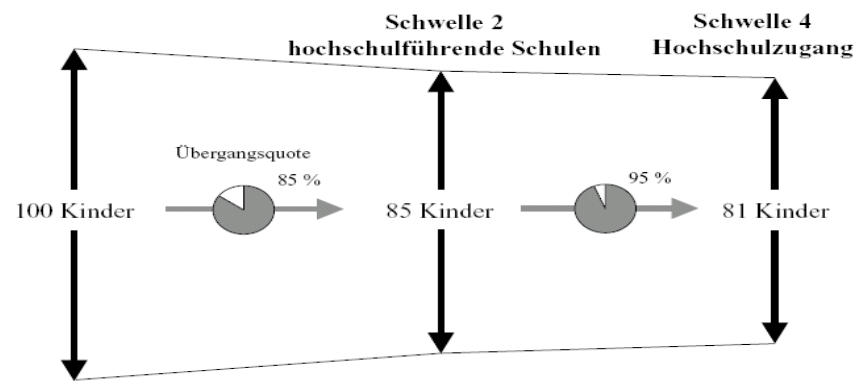 Schwelle 2
hochschulführende Schulen
Schwelle 4
Hochschulzugang
Übergangsquote
85 %
95 %
100 Kinder
85 Kinder
81 Kinder